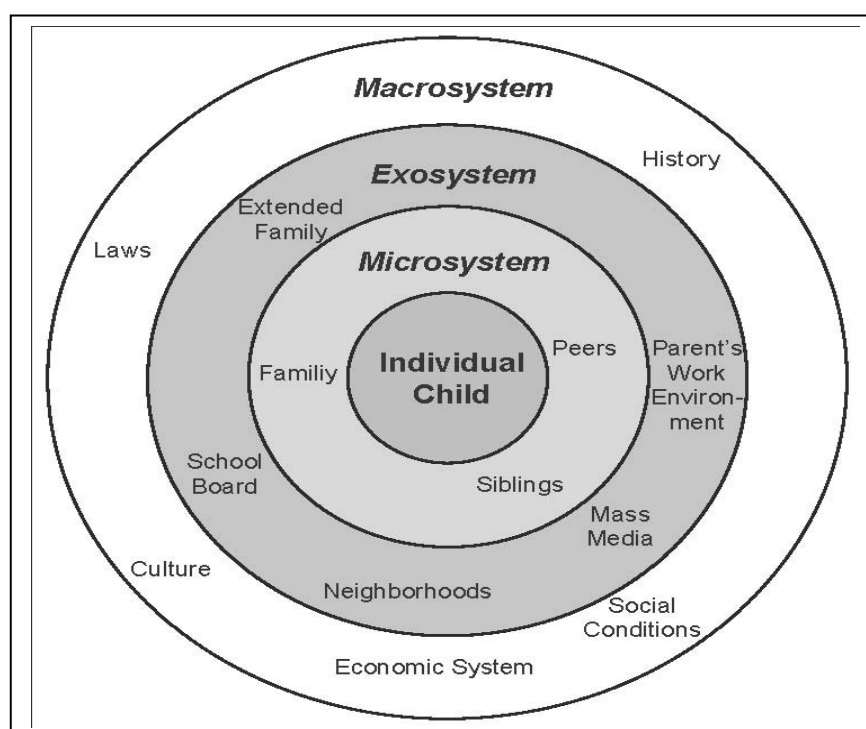 Macrosystem
History
Exosystem
Extended
Family
Laws
Microsystem
Peers
Parent's
Work
Environ-
ment
Familiy
Individual
Child
School
Board
Siblings
Mass
Media
Culture
Neighborhoods
Social
Conditions
Economic System